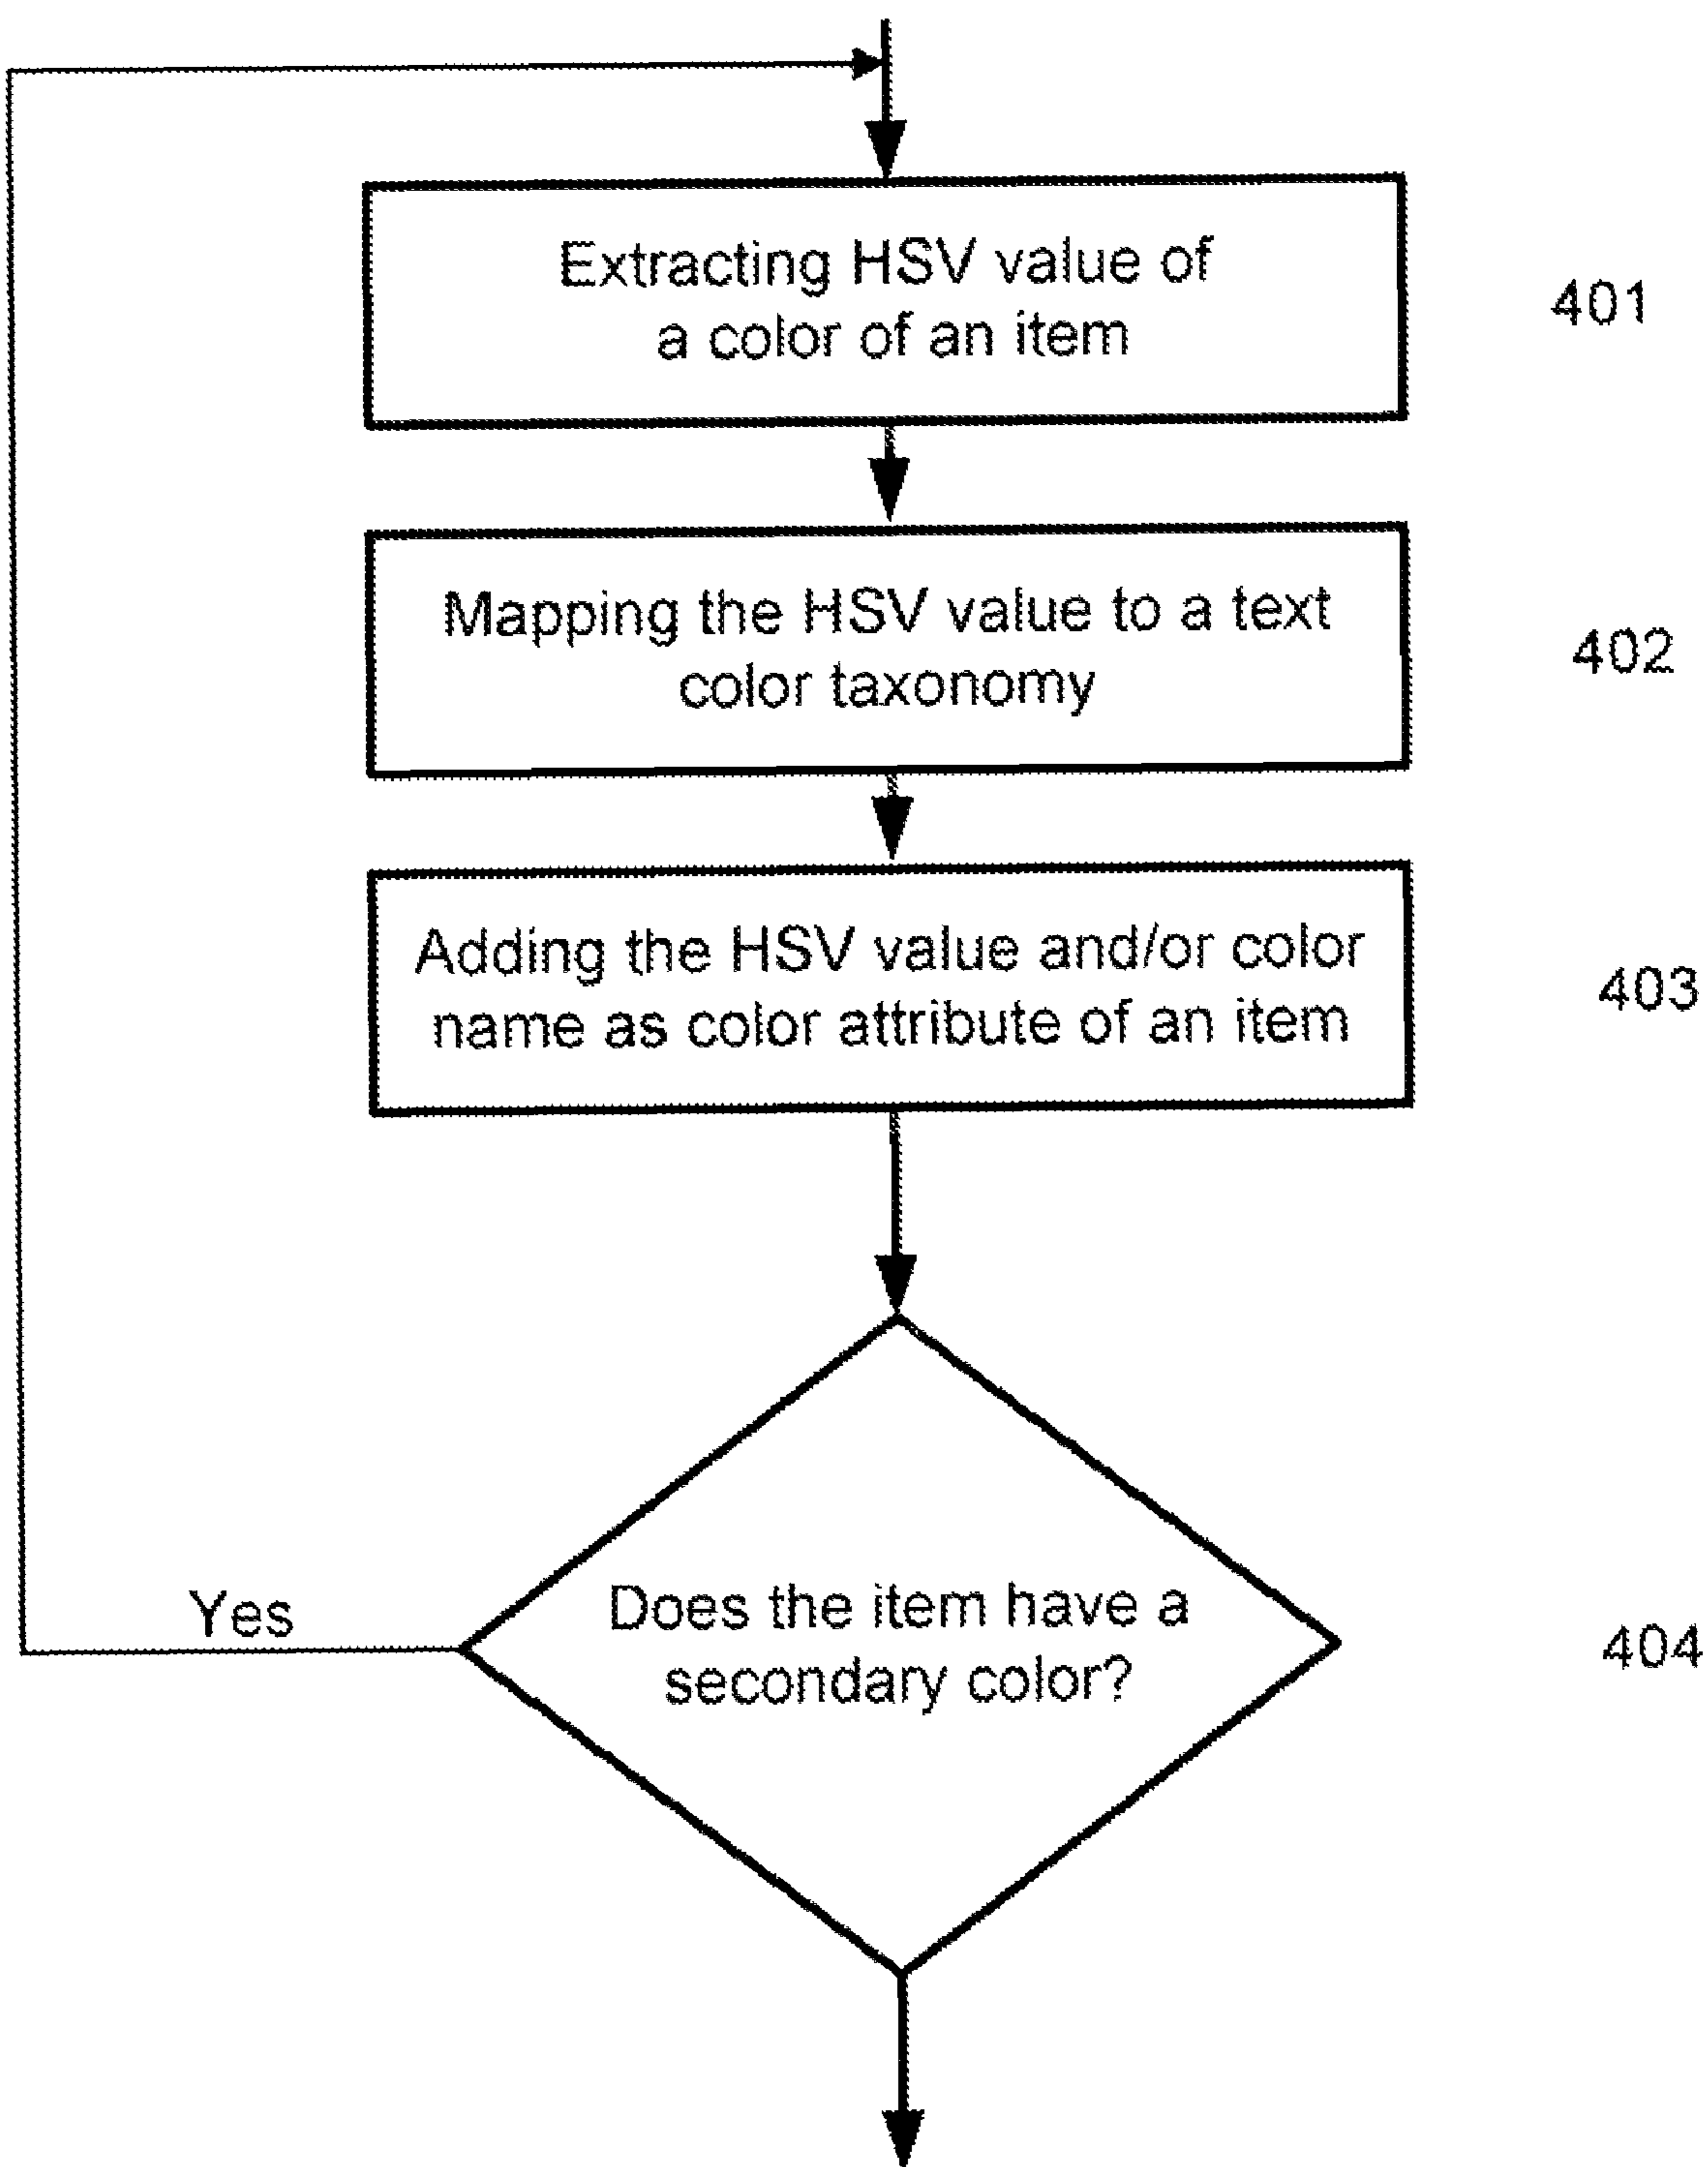 Extracting HSV value of
a color of an item
401
Mapping the HSV value to a text
color taxonomy
402
Adding the HSV value and/or color
name as color attribute of an item
403
Does the item have a
secondary color?
404
Yes